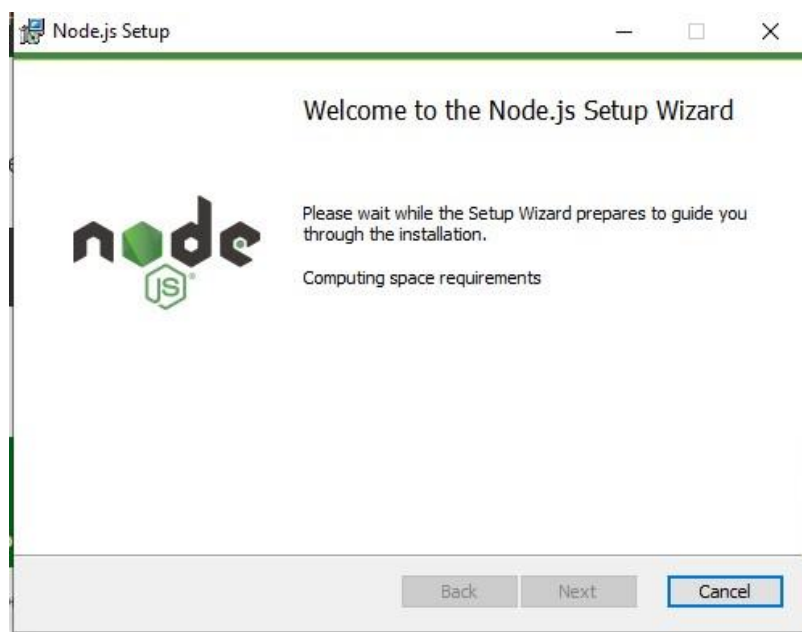 Node.js Setup
Welcome to the Node.js Setup Wizard
node
JS
Please wait while the Setup Wizard prepares to guide you
through the installation.
Computing space requirements
Back
Next
Cancel